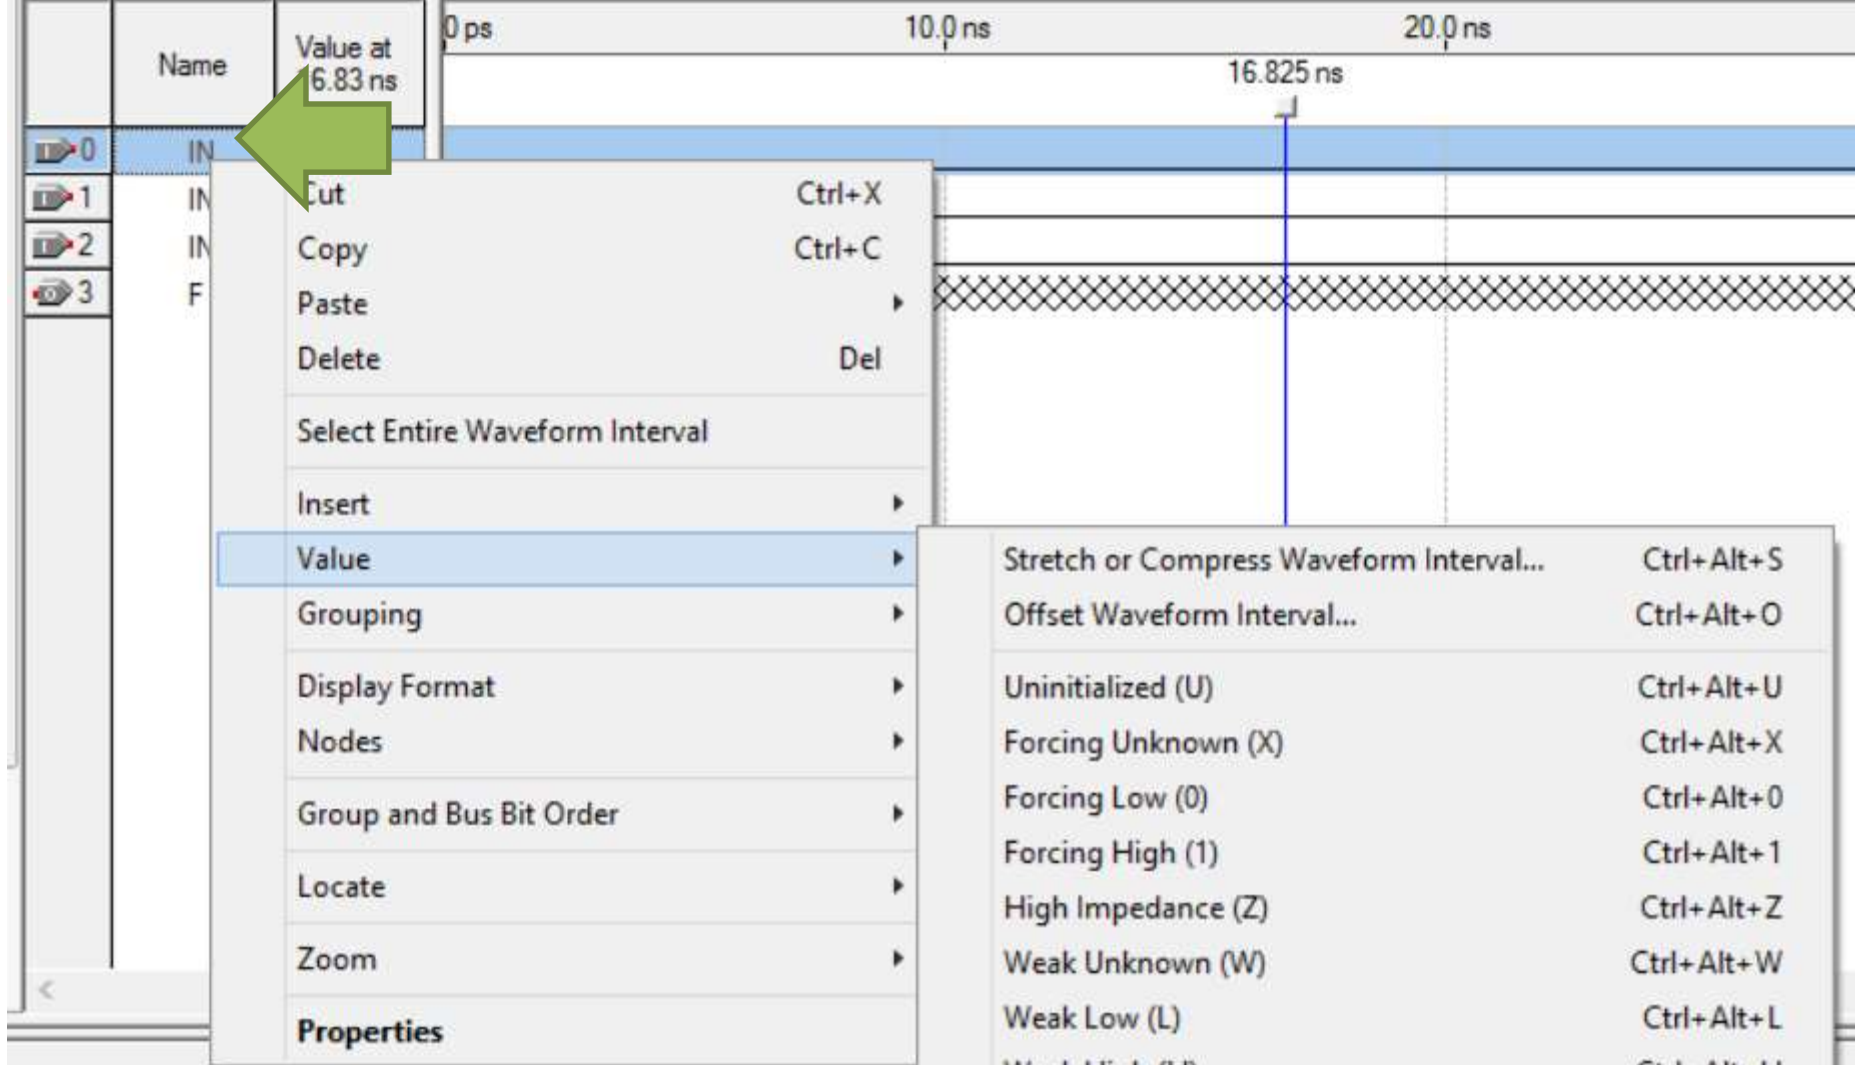 Name
Value at
6.83 ns
0 ps
10.0 ns
20.0 ns
16.825 ns
0 IN
1 IN
2 IN
3 F
Cut Ctrl+X
Copy Ctrl+C
Paste
Delete Del
Select Entire Waveform Interval
Insert
Value
Grouping
Display Format
Nodes
Group and Bus Bit Order
Locate
Zoom
Properties
Stretch or Compress Waveform Interval... Ctrl+Alt+S
Offset Waveform Interval... Ctrl+Alt+O
Uninitialized (U) Ctrl+Alt+U
Forcing Unknown (X) Ctrl+Alt+X
Forcing Low (0) Ctrl+Alt+0
Forcing High (1) Ctrl+Alt+1
High Impedance (Z) Ctrl+Alt+Z
Weak Unknown (W) Ctrl+Alt+W
Weak Low (L) Ctrl+Alt+L